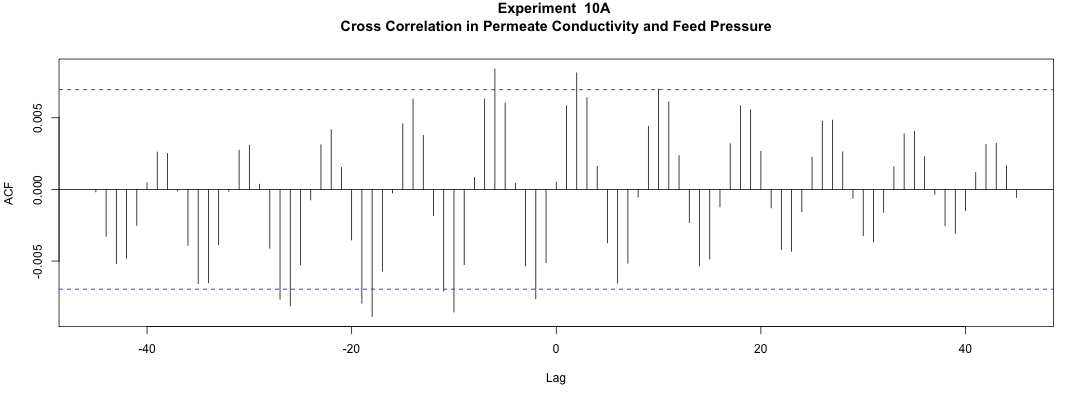 Experiment  10A
Cross Correlation in Permeate Conductivity and Feed Pressure
ACF
0.005
0.000
-0.005
-40
-20
0
20
40
Lag